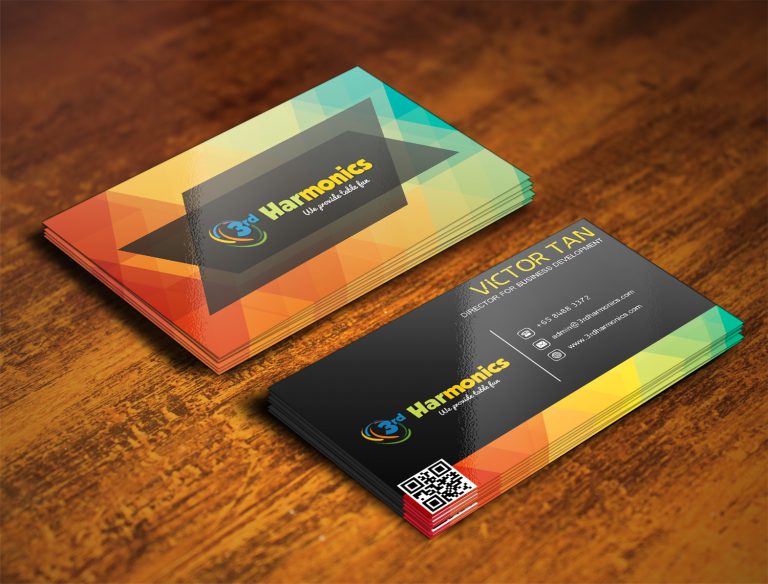 3rd Harmonics
We provide table fun
VICTOR TAN
DIRECTOR FOR BUSINESS DEVELOPMENT
+65 8488 3372
admin@3rdharmonics.com
www.3rdharmonics.com
3rd Harmonics
We provide table fun